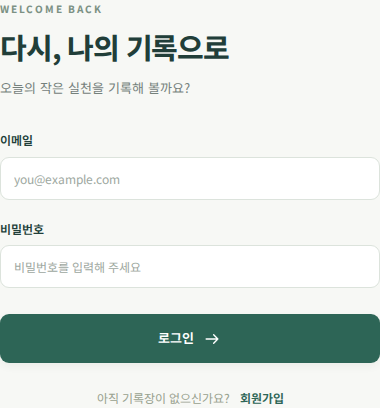 WELCOME BACK
다시, 나의 기록으로
오늘의 작은 실천을 기록해 볼까요?
이메일
you@example.com
비밀번호
비밀번호를 입력해 주세요
로그인 →
아직 기록장이 없으신가요? 회원가입